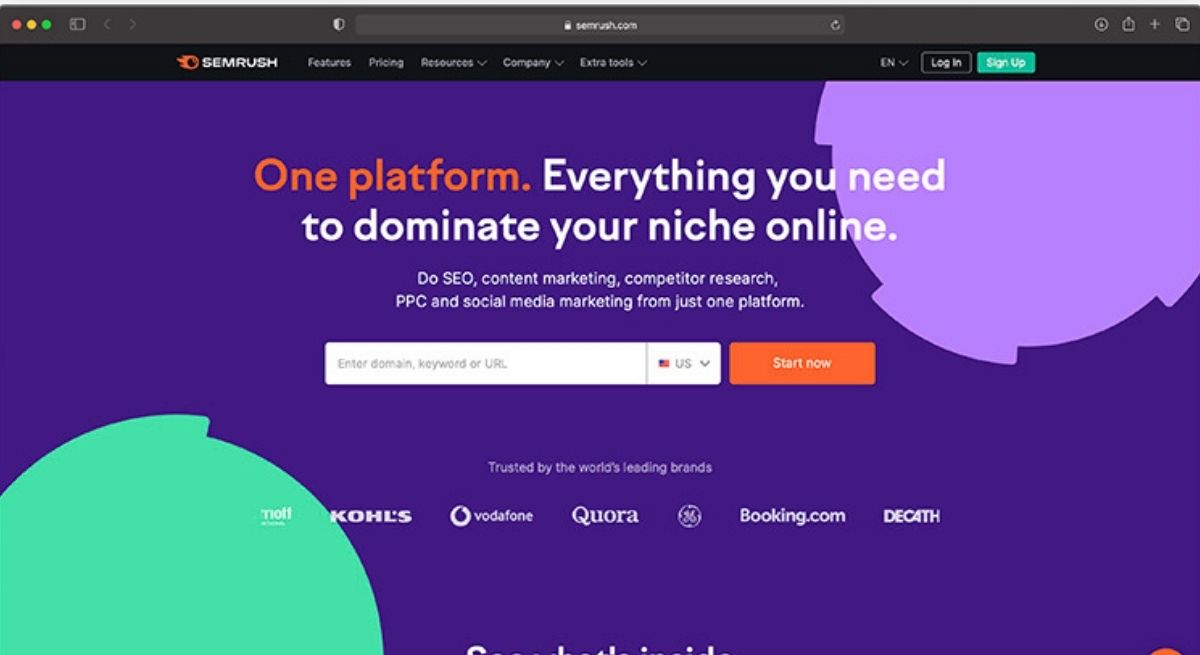 semrush.com
SEMRUSH Features Pricing Resources Company Extra tools EN Log In Sign Up
One platform. Everything you need
to dominate your niche online.
Do SEO, content marketing, competitor research,
PPC and social media marketing from just one platform.
Enter domain, keyword or URL US Start now
Trusted by the world's leading brands
KOHL'S vodafone Quora GE Booking.com DECATH